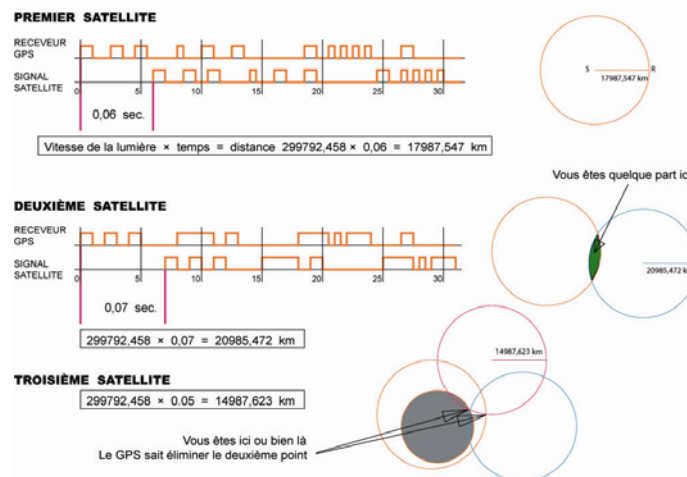 PREMIER SATELLITE
RECEVEUR
GPS
SIGNAL
SATELLITE
0 5 10 15 20 25 30
0,06 sec.
S R
17987,547 km
Vitesse de la lumière × temps = distance 299792,458 × 0,06 = 17987,547 km
Vous êtes quelque part ic
DEUXIÈME SATELLITE
RECEVEUR
GPS
SIGNAL
SATELLITE
0 5 10 15 20 25 30
0,07 sec.
20985,472 k
299792,458 × 0,07 = 20985,472 km
14987,623 km
TROISIÈME SATELLITE
299792,458 × 0.05 = 14987,623 km
Vous êtes ici ou bien là
Le GPS sait éliminer le deuxième point